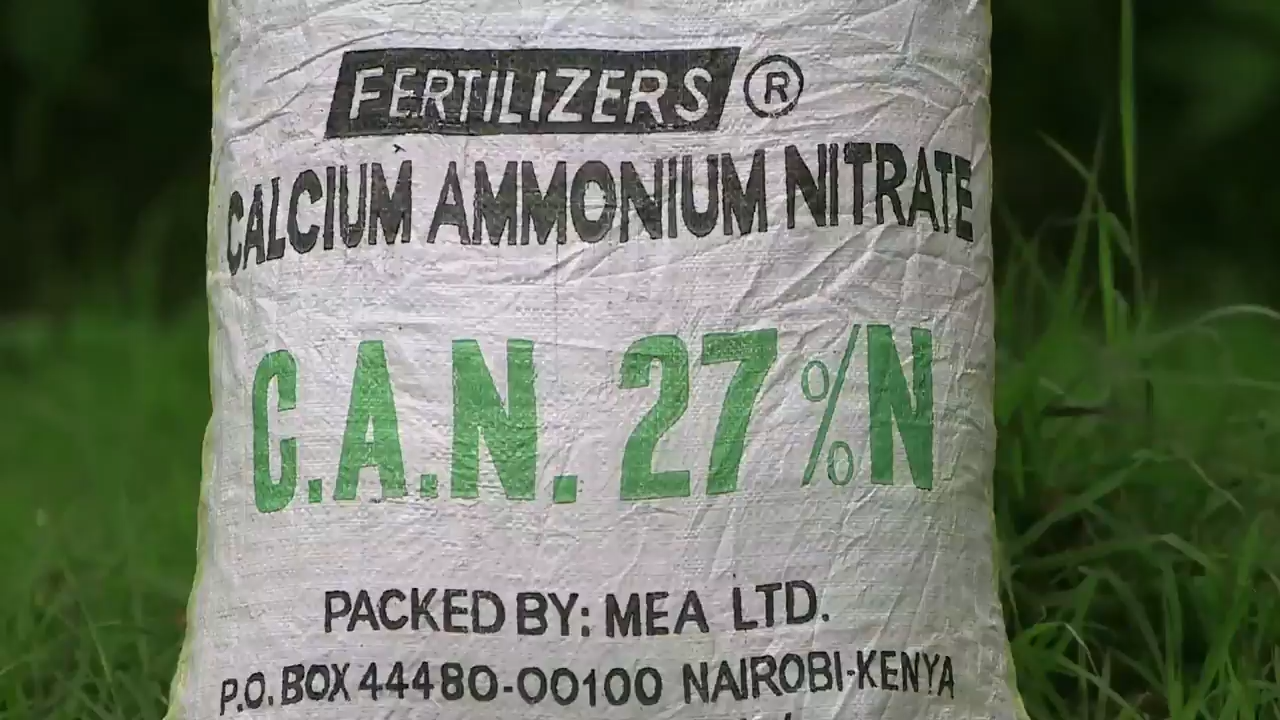 FERTILIZERS ®
CALCIUM AMMONIUM NITRATE
C.A.N. 27%N
PACKED BY: MEA LTD.
P.O. BOX 44480-00100 NAIROBI-KENYA